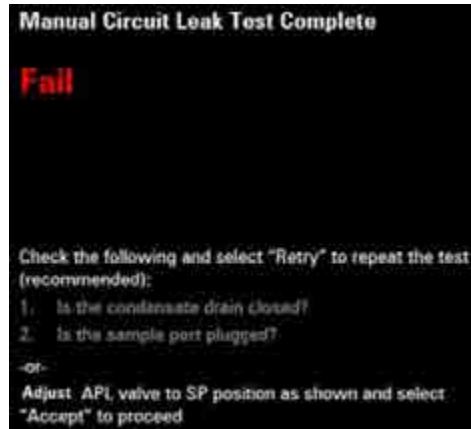 Manual Circuit Leak Test Complete
Fail
Check the following and select "Retry" to repeat the test
(recommended):
1. Is the condensate drain closed?
2. Is the sample port plugged?
-or-
Adjust APL valve to SP position as shown and select
"Accept" to proceed